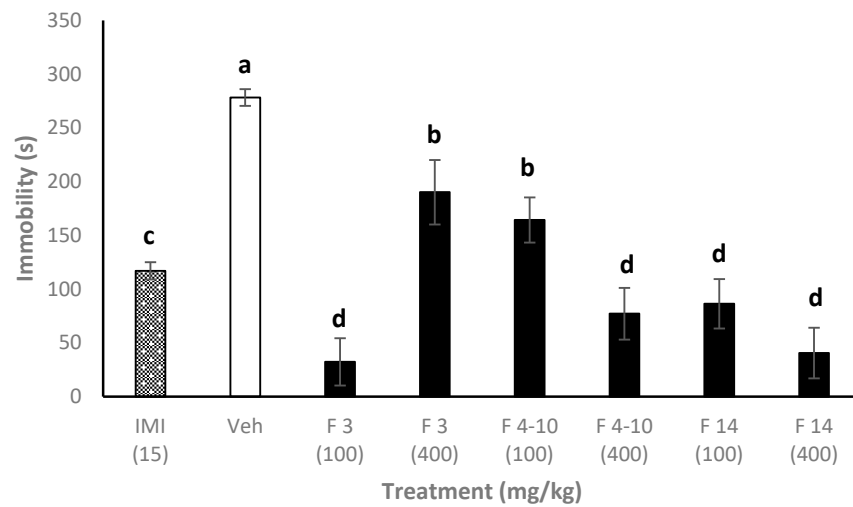 350
300
250
200
150
100
50
0
Immobility (s)
c
a
d
b
b
d
d
d
IMI Veh F 3 F 3 F 4-10 F 4-10 F 14 F 14
(15) (100) (400) (100) (400) (100) (400)
Treatment (mg/kg)